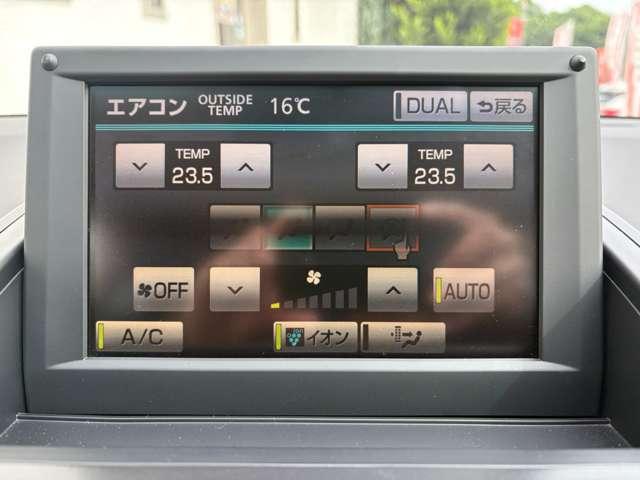 エアコン OUTSIDE TEMP 16℃ DUAL 戻る
TEMP 23.5 TEMP 23.5
OFF AUTO
A/C イオン